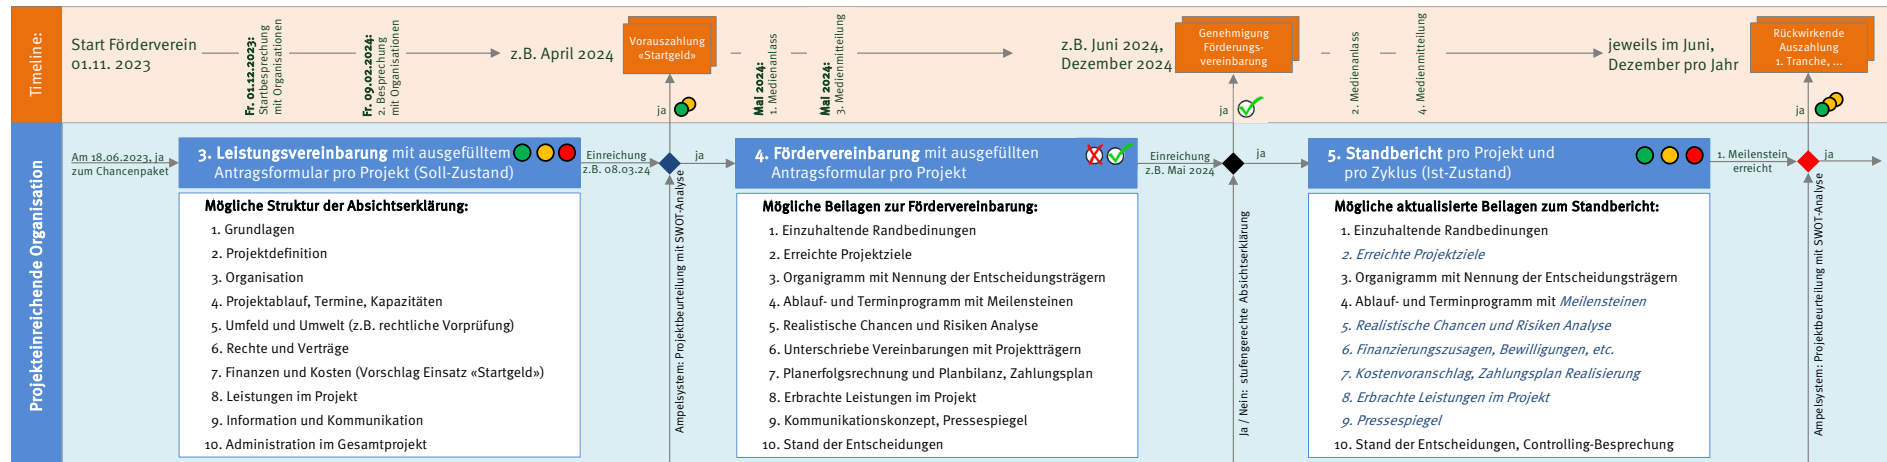 Timeline:
Start Förderverein
01.11. 2023
Fr. 01.12.2023:
Startbesprechung
mit Organisationen
Fr. 09.02.2024:
2. Besprechung
mit Organisationen
z.B. April 2024
Vorauszahlung
«Startgeld»
ja
Mai 2024:
1. Medienanlass
Mai 2024:
3. Medienmitteilung
z.B. Juni 2024,
Dezember 2024
Genehmigung
Förderungs-
vereinbarung
ja
2. Medienanlass
4. Medienmitteilung
jeweils im Juni,
Dezember pro Jahr
Rückwirkende
Auszahlung
1. Tranche, ...
ja
Projekteinreichende Organisation
Am 18.06.2023, ja
zum Chancenpaket
3. Leistungsvereinbarung mit ausgefülltem
Antragsformular pro Projekt (Soll-Zustand)
Mögliche Struktur der Absichtserklärung:
1. Grundlagen
2. Projektdefinition
3. Organisation
4. Projektablauf, Termine, Kapazitäten
5. Umfeld und Umwelt (z.B. rechtliche Vorprüfung)
6. Rechte und Verträge
7. Finanzen und Kosten (Vorschlag Einsatz «Startgeld»)
8. Leistungen im Projekt
9. Information und Kommunikation
10. Administration im Gesamtprojekt
Einreichung
z.B. 08.03.24
ja
Ampelsystem: Projektbeurteilung mit SWOT-Analyse
4. Fördervereinbarung mit ausgefüllten
Antragsformular pro Projekt
Mögliche Beilagen zur Fördervereinbarung:
1. Einzuhaltende Randbedinungen
2. Erreichte Projektziele
3. Organigramm mit Nennung der Entscheidungsträgern
4. Ablauf- und Terminprogramm mit Meilensteinen
5. Realistische Chancen und Risiken Analyse
6. Unterschriebe Vereinbarungen mit Projektträgern
7. Planerfolgsrechnung und Planbilanz, Zahlungsplan
8. Erbrachte Leistungen im Projekt
9. Kommunikationskonzept, Pressespiegel
10. Stand der Entscheidungen
Einreichung
z.B. Mai 2024
ja
Ja / Nein: stufengerechte Absichtserklärung
5. Standbericht pro Projekt und
pro Zyklus (Ist-Zustand)
Mögliche aktualisierte Beilagen zum Standbericht:
1. Einzuhaltende Randbedinungen
2. Erreichte Projektziele
3. Organigramm mit Nennung der Entscheidungsträgern
4. Ablauf- und Terminprogramm mit Meilensteinen
5. Realistische Chancen und Risiken Analyse
6. Finanzierungszusagen, Bewilligungen, etc.
7. Kostenvoranschlag, Zahlungsplan Realisierung
8. Erbrachte Leistungen im Projekt
9. Pressespiegel
10. Stand der Entscheidungen, Controlling-Besprechung
1. Meilenstein
erreicht
ja
Ampelsystem: Projektbeurteilung mit SWOT-Analyse